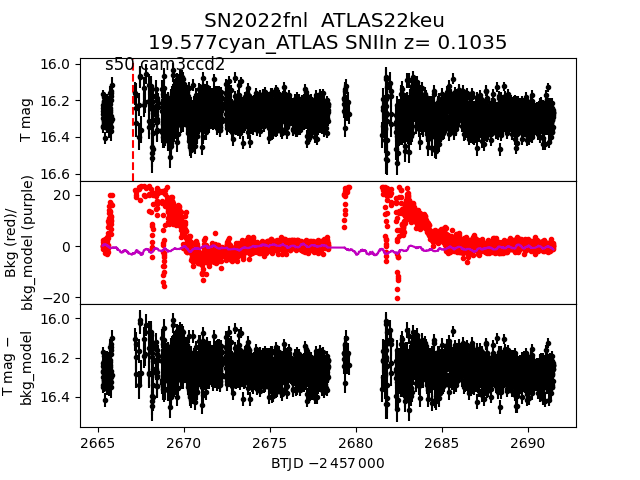 SN2022fnl  ATLAS22keu
19.577cyan_ATLAS SNIIn z= 0.1035
s50 cam3ccd2
16.0
16.2
16.4
16.6
T mag
20
0
−20
Bkg (red)/
bkg_model (purple)
16.0
16.2
16.4
T mag −
bkg_model
2665
2670
2675
2680
2685
2690
BTJD −2 457 000